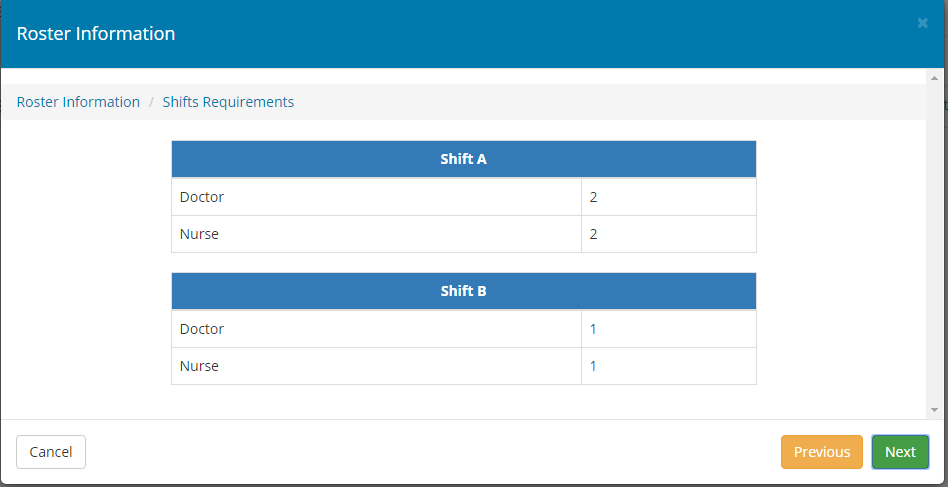 Roster Information
×
Roster Information / Shifts Requirements
Shift A
Doctor 2
Nurse 2
Shift B
Doctor 1
Nurse 1
Cancel Previous Next